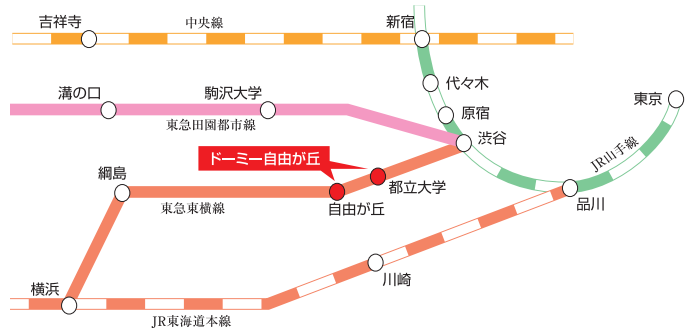 吉祥寺
中央線
新宿
代々木
溝の口
駒沢大学
原宿
東京
東急田園都市線
渋谷
JR山手線
ドーミー自由が丘
綱島
都立大学
東急東横線
自由が丘
品川
川崎
横浜
JR東海道本線